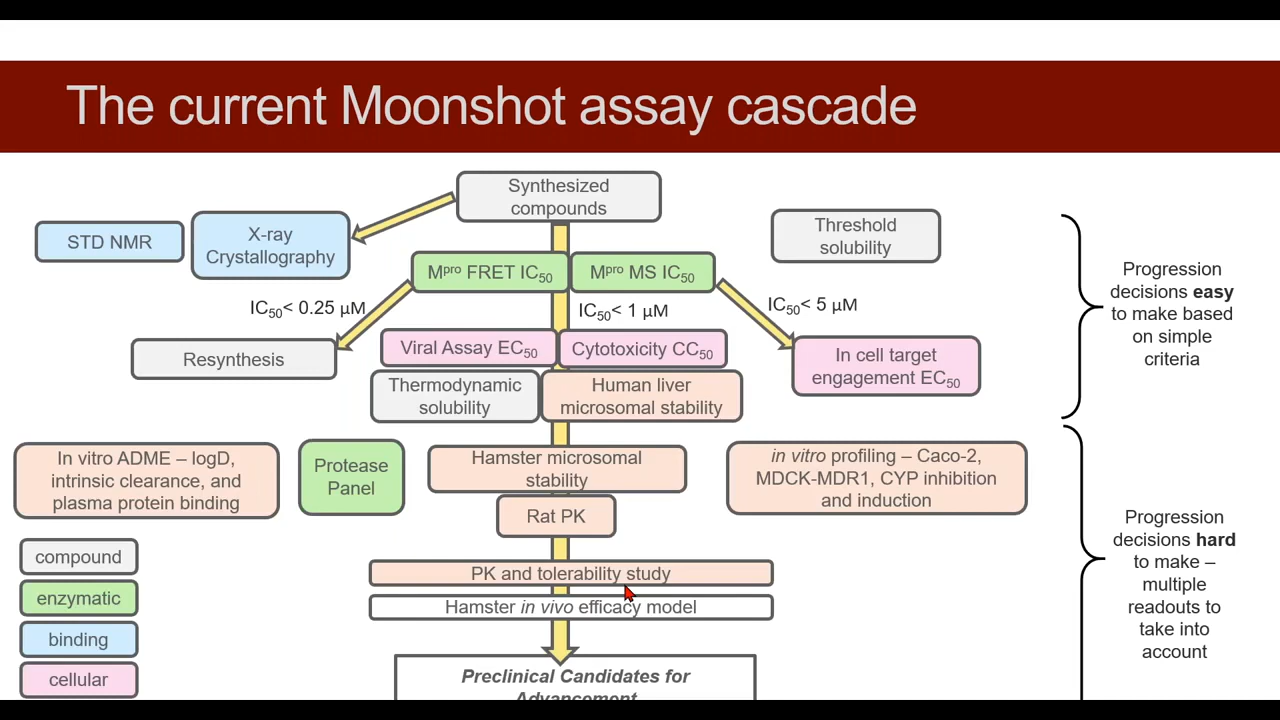 The current Moonshot assay cascade
Synthesized
compounds
STD NMR
X-ray
Crystallography
Threshold
solubility
Mᵖʳᵒ FRET IC₅₀
Mᵖʳᵒ MS IC₅₀
IC₅₀< 0.25 µM
IC₅₀< 1 µM
IC₅₀< 5 µM
Progression
decisions easy
to make based
on simple
criteria
Resynthesis
Viral Assay EC₅₀
Cytotoxicity CC₅₀
In cell target
engagement EC₅₀
Thermodynamic
solubility
Human liver
microsomal stability
In vitro ADME – logD,
intrinsic clearance, and
plasma protein binding
Protease
Panel
Hamster microsomal
stability
in vitro profiling – Caco-2,
MDCK-MDR1, CYP inhibition
and induction
Rat PK
Progression
decisions hard
to make –
multiple
readouts to
take into
account
PK and tolerability study
Hamster in vivo efficacy model
compound
enzymatic
binding
cellular
Preclinical Candidates for
Advancement